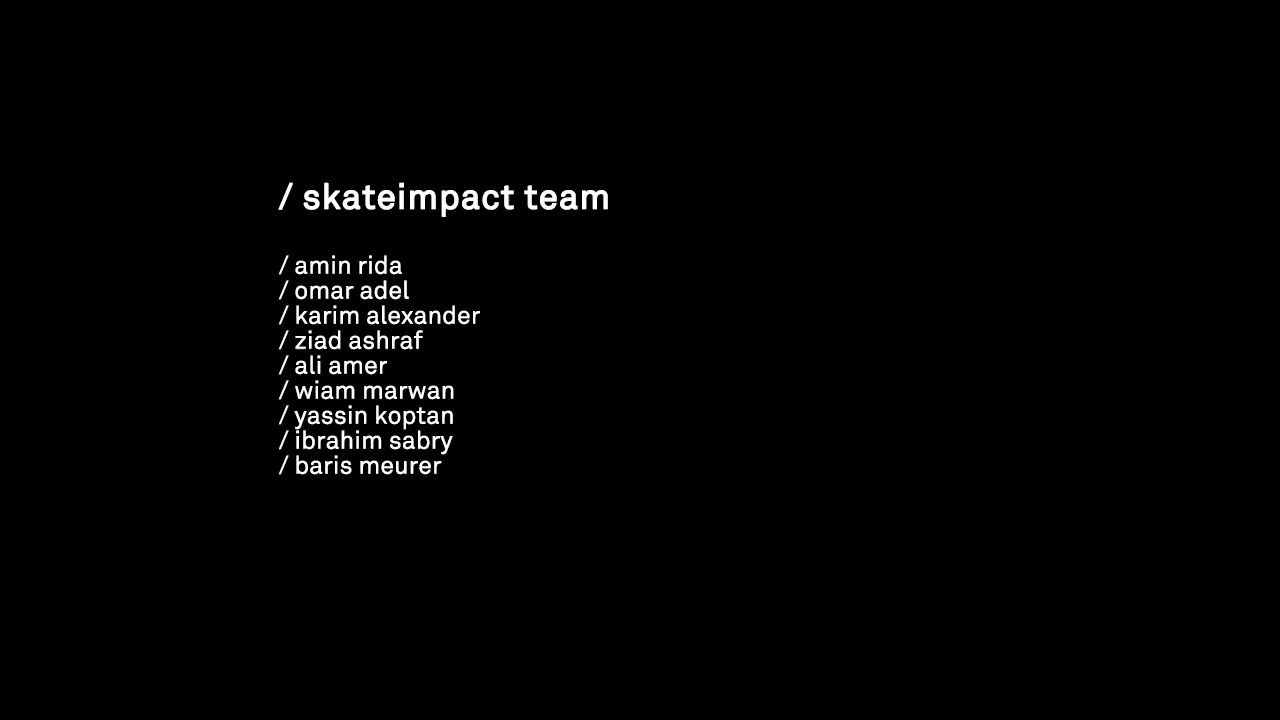 / skateimpact team
/ amin rida
/ omar adel
/ karim alexander
/ ziad ashraf
/ ali amer
/ wiam marwan
/ yassin koptan
/ ibrahim sabry
/ baris meurer